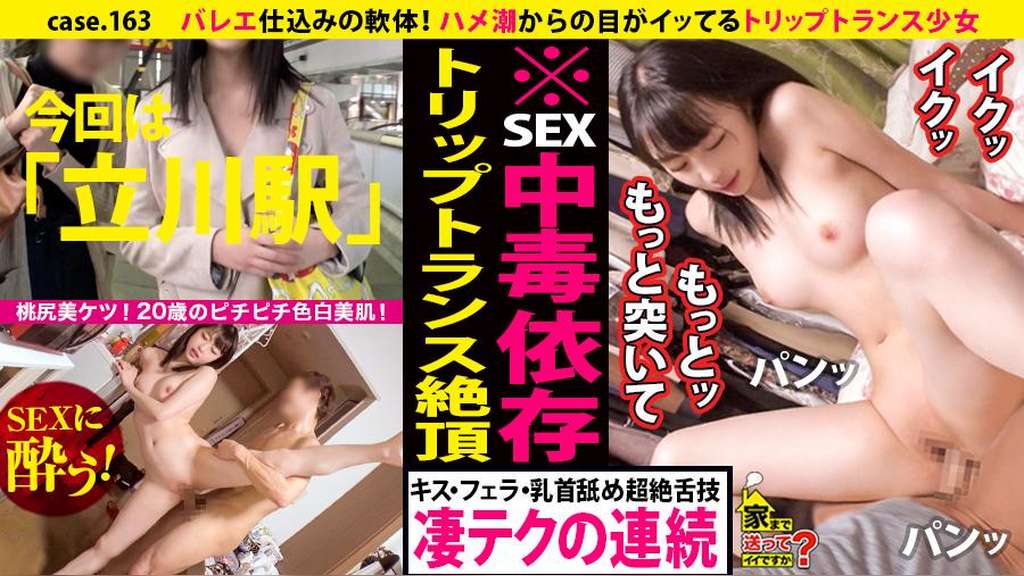 case.163 バレエ仕込みの軟体！ハメ潮からの目がイッてるトリップトランス少女
今回は
「立川駅」
桃尻美ケツ！20歳のピチピチ色白美肌！
SEXに
酔う！
※SEX中毒依存
トリップトランス絶頂
キス・フェラ・乳首舐め超絶舌技
凄テクの連続
イクッ
イクッ
もっとッ
もっと突いて
パンッ
パンッ
家まで
送って
イイですか？